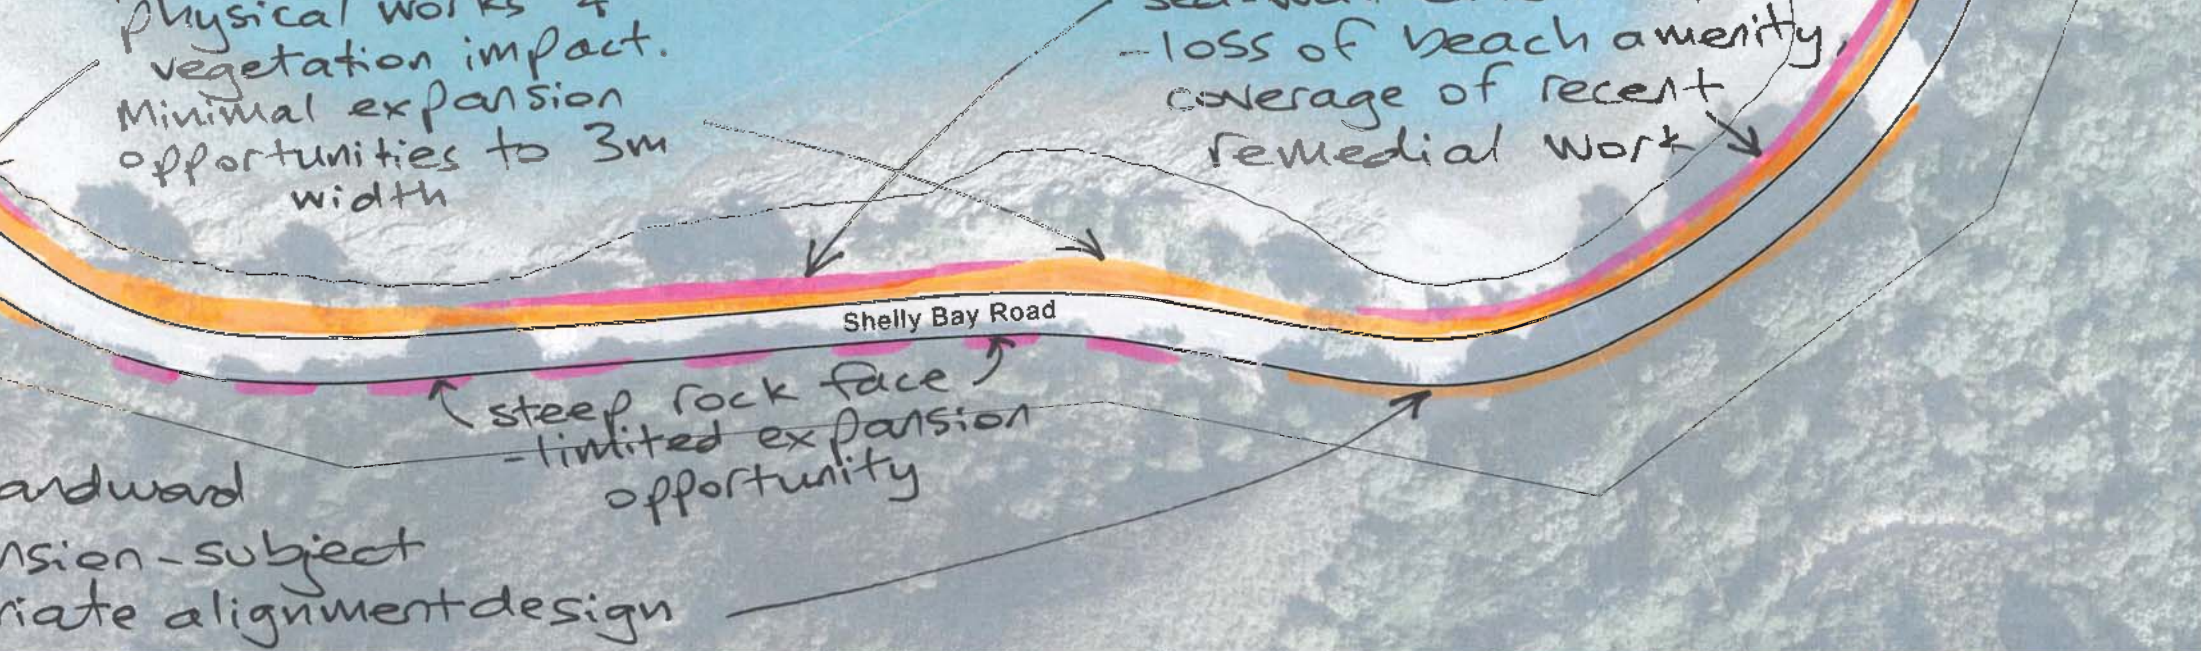 physical works &
vegetation impact.
Minimal expansion
opportunities to 3m
width
-loss of beach amenity,
coverage of recent
remedial work
Shelly Bay Road
steep rock face
-limited expansion
opportunity
andward
nsion-subject
riate alignment design